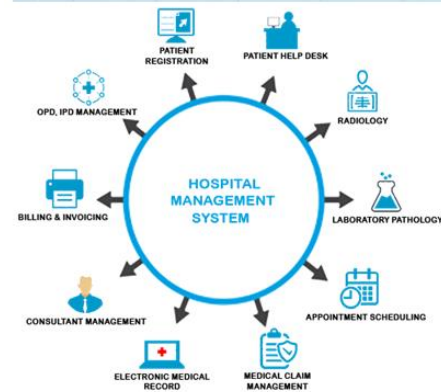 PATIENT
REGISTRATION
PATIENT HELP DESK
OPD, IPD MANAGEMENT
RADIOLOGY
HOSPITAL
MANAGEMENT
SYSTEM
BILLING & INVOICING
LABORATORY PATHOLOGY
CONSULTANT MANAGEMENT
APPOINTMENT SCHEDULING
ELECTRONIC MEDICAL
RECORD
MEDICAL CLAIM
MANAGEMENT